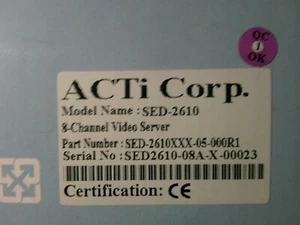 QC
1
OK
ACTi Corp.
Model Name : SED-2610
8-Channel Video Server
Part Number : SED-2610XXX-05-000R1
Serial No : SED2610-08A-X-00023
Certification: CE